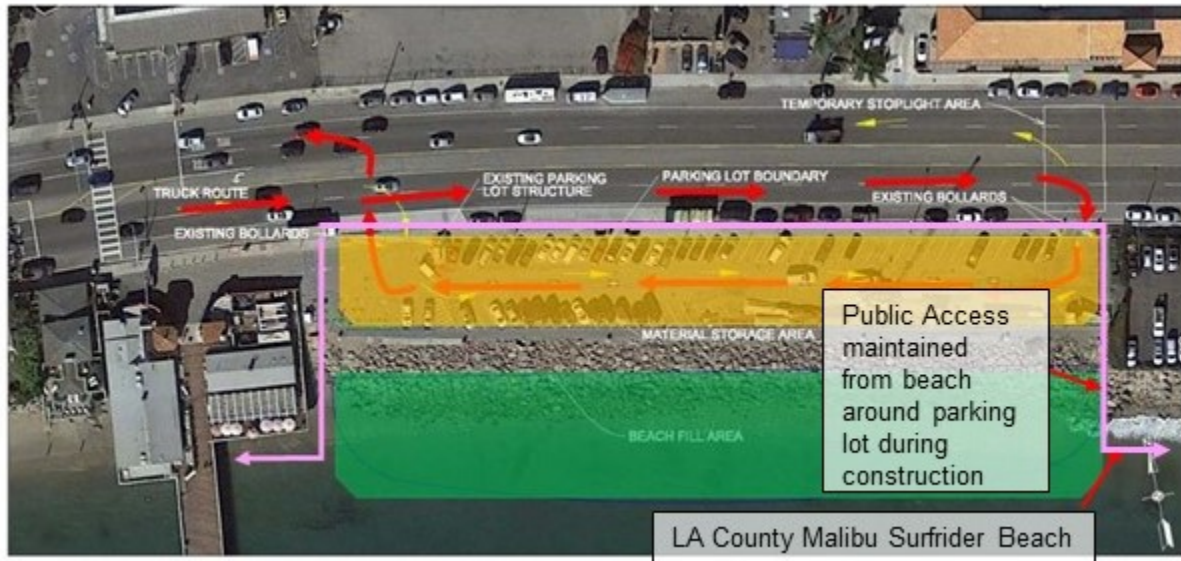 TEMPORARY STOPLIGHT AREA
TRUCK ROUTE
EXISTING PARKING
LOT STRUCTURE
PARKING LOT BOUNDARY
EXISTING BOLLARDS
EXISTING BOLLARDS
MATERIAL STORAGE AREA
Public Access
maintained
from beach
around parking
lot during
construction
BEACH FILL AREA
LA County Malibu Surfrider Beach